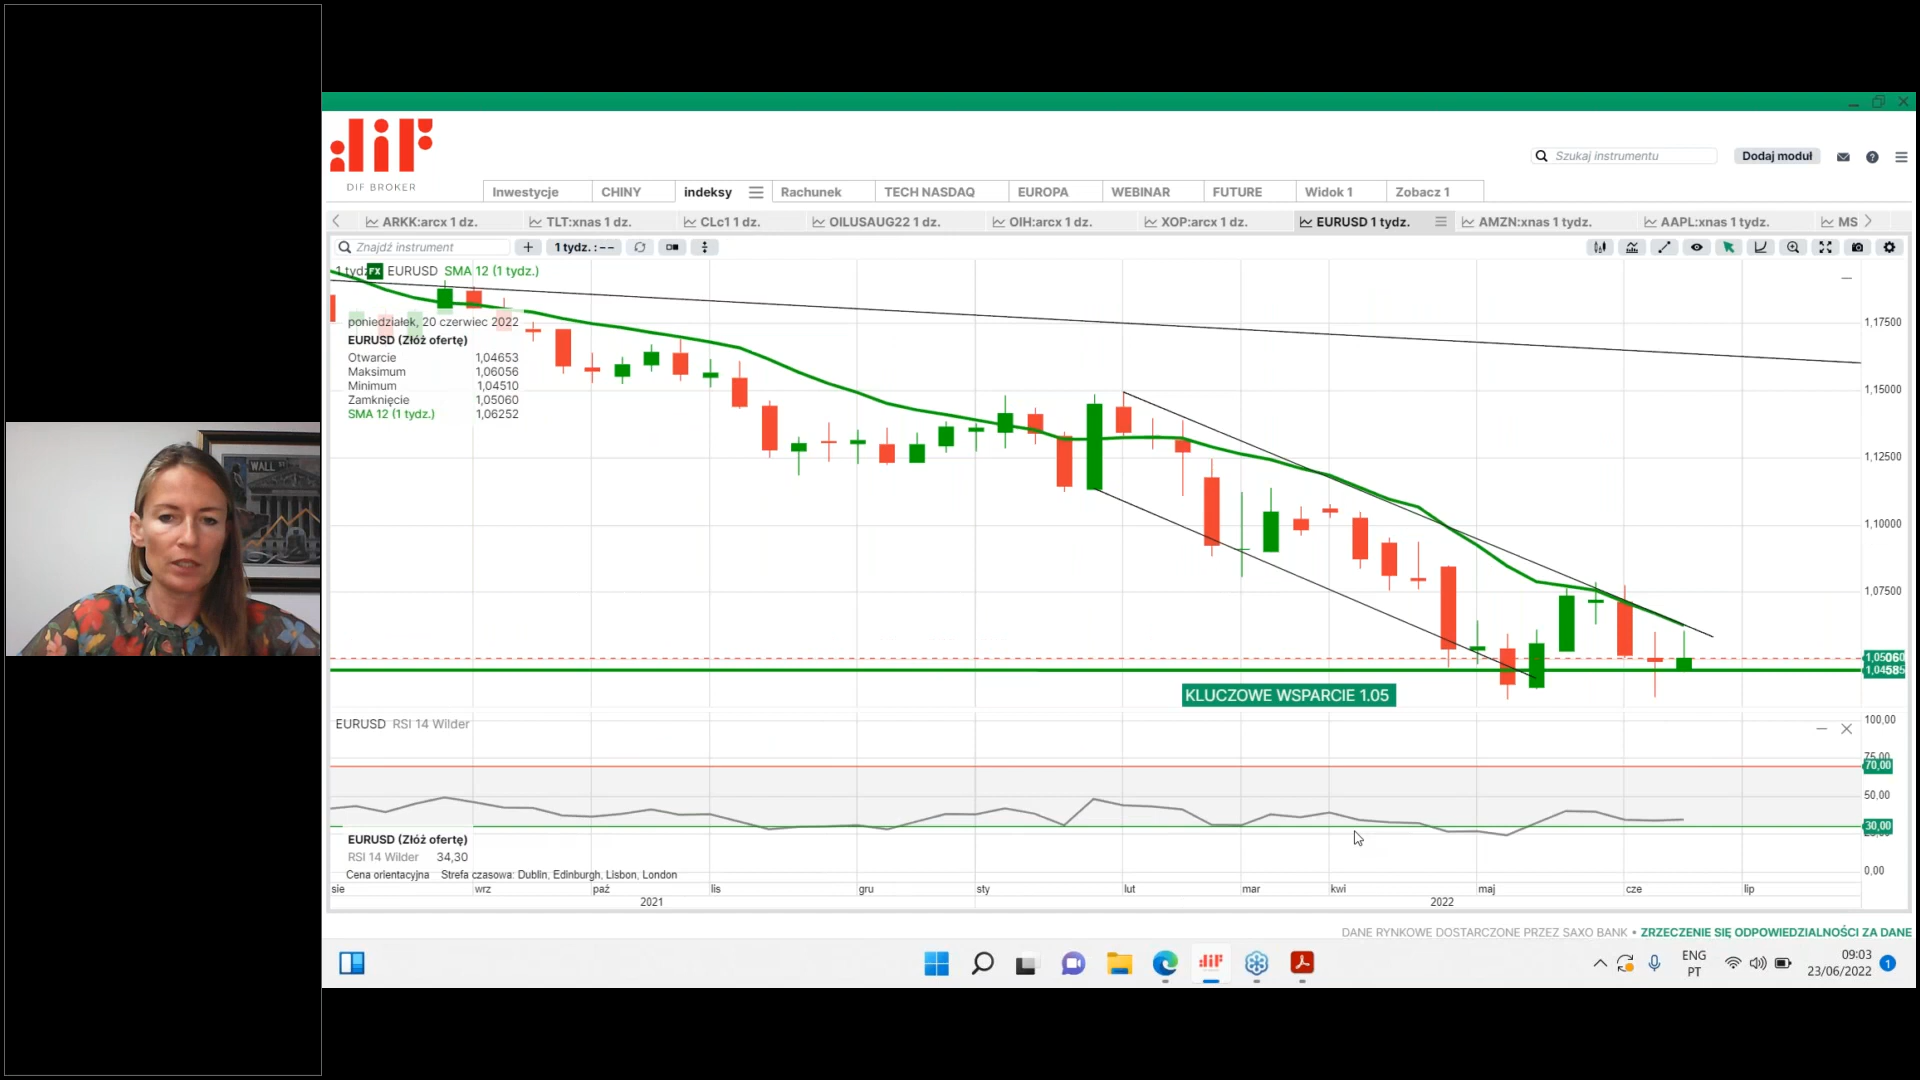 dif
DIF BROKER
Szukaj instrumentu
Dodaj moduł
Inwestycje
CHINY
indeksy
Rachunek
TECH NASDAQ
EUROPA
WEBINAR
FUTURE
Widok 1
Zobacz 1
ARKK:arcx 1 dz.
TLT:xnas 1 dz.
CLc1 1 dz.
OILUSAUG22 1 dz.
OIH:arcx 1 dz.
XOP:arcx 1 dz.
EURUSD 1 tydz.
AMZN:xnas 1 dz.
AAPL:xnas 1 dz.
MS
Znajdź instrument
1 tydz. : --
1 tydz
FX
EURUSD
SMA 12 (1 tydz.)
poniedziałek, 20 czerwiec 2022
EURUSD (Złóż ofertę)
Otwarcie 1,04653
Maksimum 1,06056
Minimum 1,04510
Zamknięcie 1,05060
SMA 12 (1 tydz.) 1,06252
1,17500
1,15000
1,12500
1,10000
1,07500
1,05060
1,04585
WALL ST
KLUCZOWE WSPARCIE 1.05
EURUSD RSI 14 Wilder
100,00
75,00
70,00
50,00
30,00
0,00
EURUSD (Złóż ofertę)
RSI 14 Wilder 34,30
Cena orientacyjna Strefa czasowa: Dublin, Edinburgh, Lisbon, London
sie wrz paź lis gru sty lut mar kwi maj cze lip
2021 2022
DANE RYNKOWE DOSTARCZONE PRZEZ SAXO BANK • ZRZECZENIE SIĘ ODPOWIEDZIALNOŚCI ZA DANE
dif
ENG
PT
09:03
23/06/2022
1